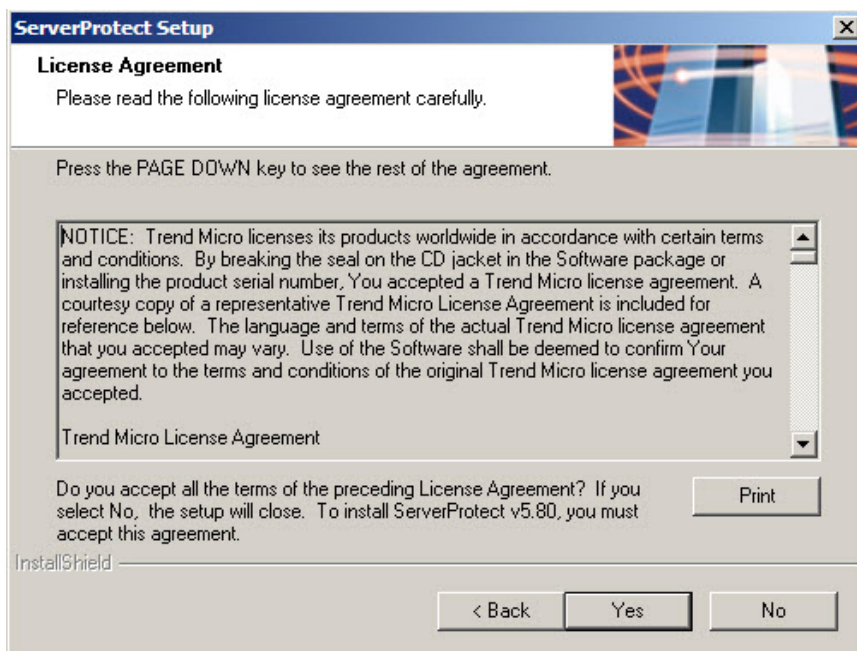 ServerProtect Setup
License Agreement
Please read the following license agreement carefully.
Press the PAGE DOWN key to see the rest of the agreement.
NOTICE:  Trend Micro licenses its products worldwide in accordance with certain terms
and conditions.  By breaking the seal on the CD jacket in the Software package or
installing the product serial number, You accepted a Trend Micro license agreement.  A
courtesy copy of a representative Trend Micro License Agreement is included for
reference below.  The language and terms of the actual Trend Micro license agreement
that you accepted may vary.  Use of the Software shall be deemed to confirm Your
agreement to the terms and conditions of the original Trend Micro license agreement you
accepted.
Trend Micro License Agreement
Do you accept all the terms of the preceding License Agreement?  If you
select No,  the setup will close.  To install ServerProtect v5.80, you must
accept this agreement.
Print
InstallShield
< Back
Yes
No